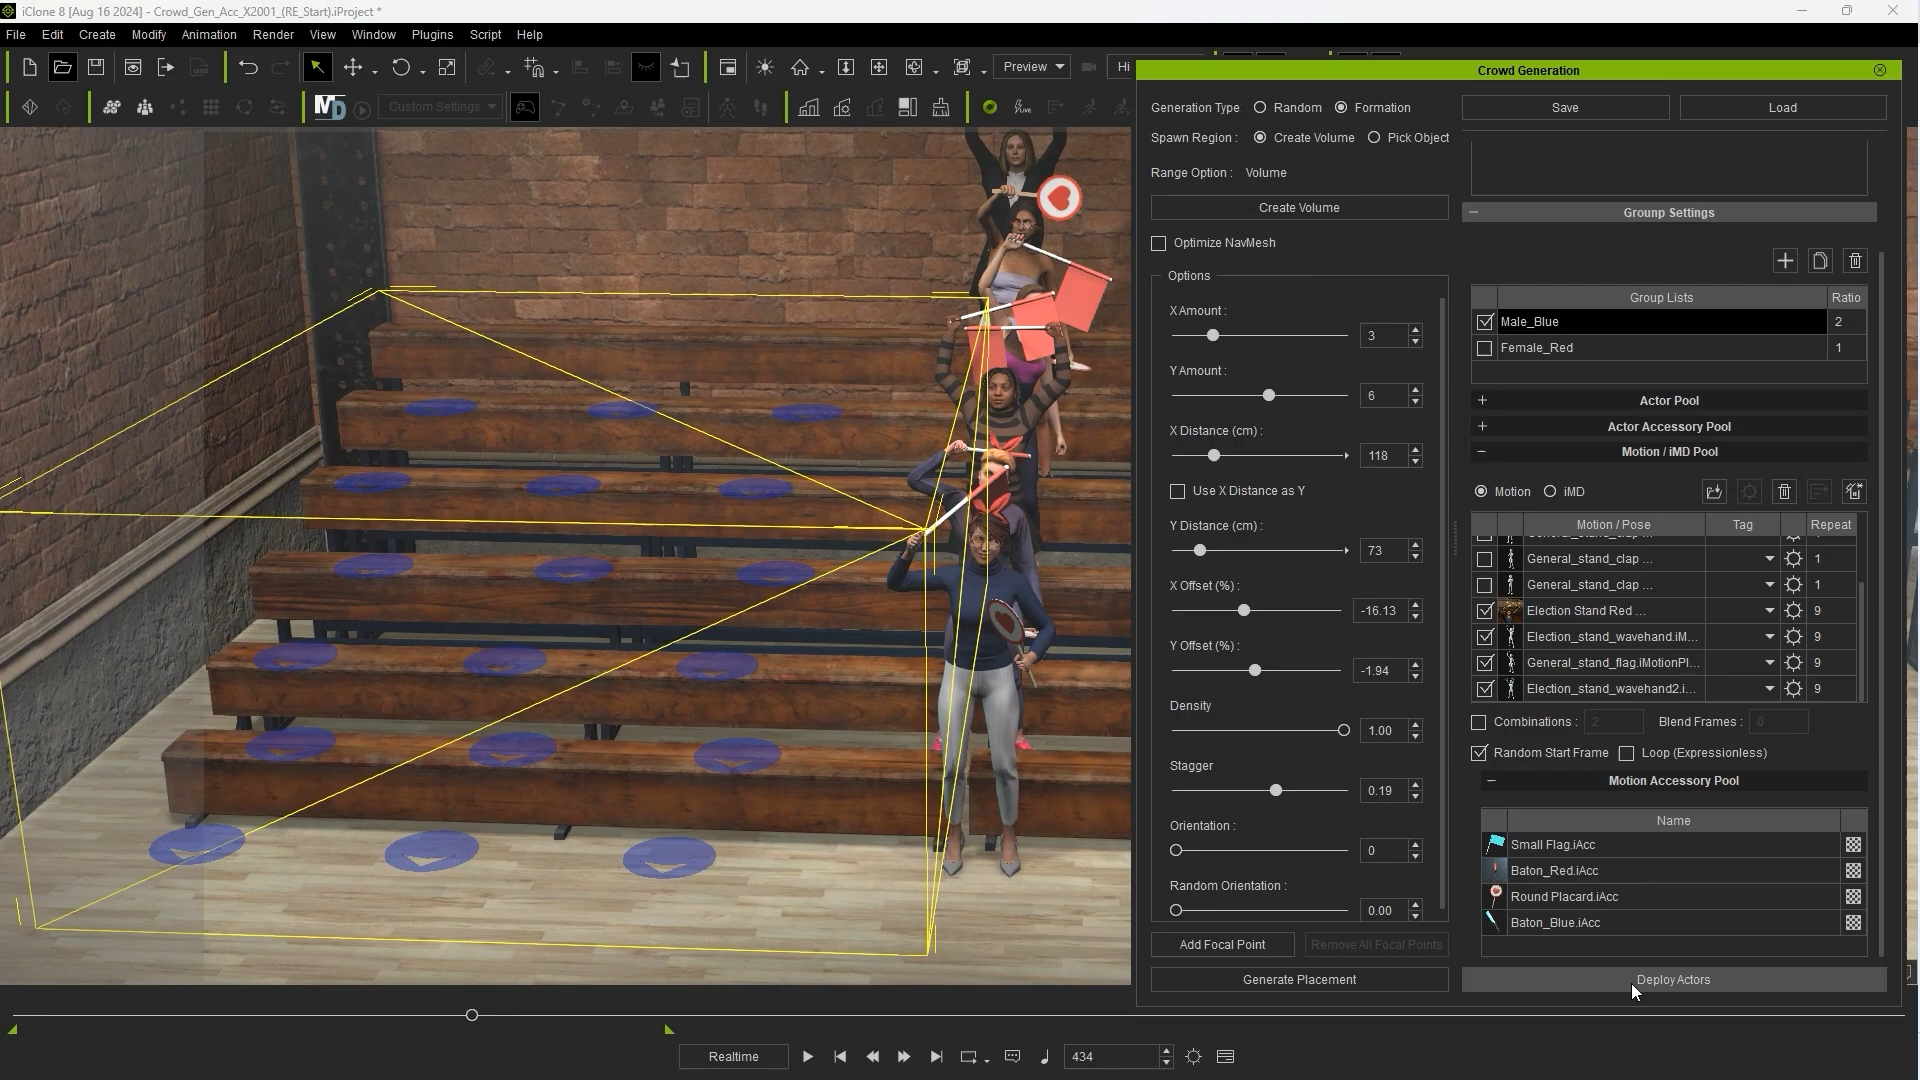 iClone 8 [Aug 16 2024] - Crowd_Gen_Acc_X2001_(RE_Start).iProject *
File Edit Create Modify Animation Render View Window Plugins Script Help
Preview
Hi
MD
Custom Settings
Crowd Generation
Generation Type Random Formation
Spawn Region : Create Volume Pick Object
Range Option : Volume
Create Volume
Optimize NavMesh
Options
X Amount :
3
Y Amount :
6
X Distance (cm) :
118
Use X Distance as Y
Y Distance (cm) :
73
X Offset (%) :
-16.13
Y Offset (%) :
-1.94
Density
1.00
Stagger
0.19
Orientation :
0
Random Orientation :
0.00
Add Focal Point Remove All Focal Points
Generate Placement
Save Load
Grounp Settings
Group Lists Ratio
Male_Blue 2
Female_Red 1
Actor Pool
Actor Accessory Pool
Motion / iMD Pool
Motion iMD
Motion / Pose Tag Repeat
General_stand_clap ... 1
General_stand_clap ... 1
Election Stand Red ... 9
Election_stand_wavehand.iM... 9
General_stand_flag.iMotionPl... 9
Election_stand_wavehand2.i... 9
Combinations : 2 Blend Frames : 0
Random Start Frame Loop (Expressionless)
Motion Accessory Pool
Name
Small Flag.iAcc
Baton_Red.iAcc
Round Placard.iAcc
Baton_Blue.iAcc
Deploy Actors
Realtime
434